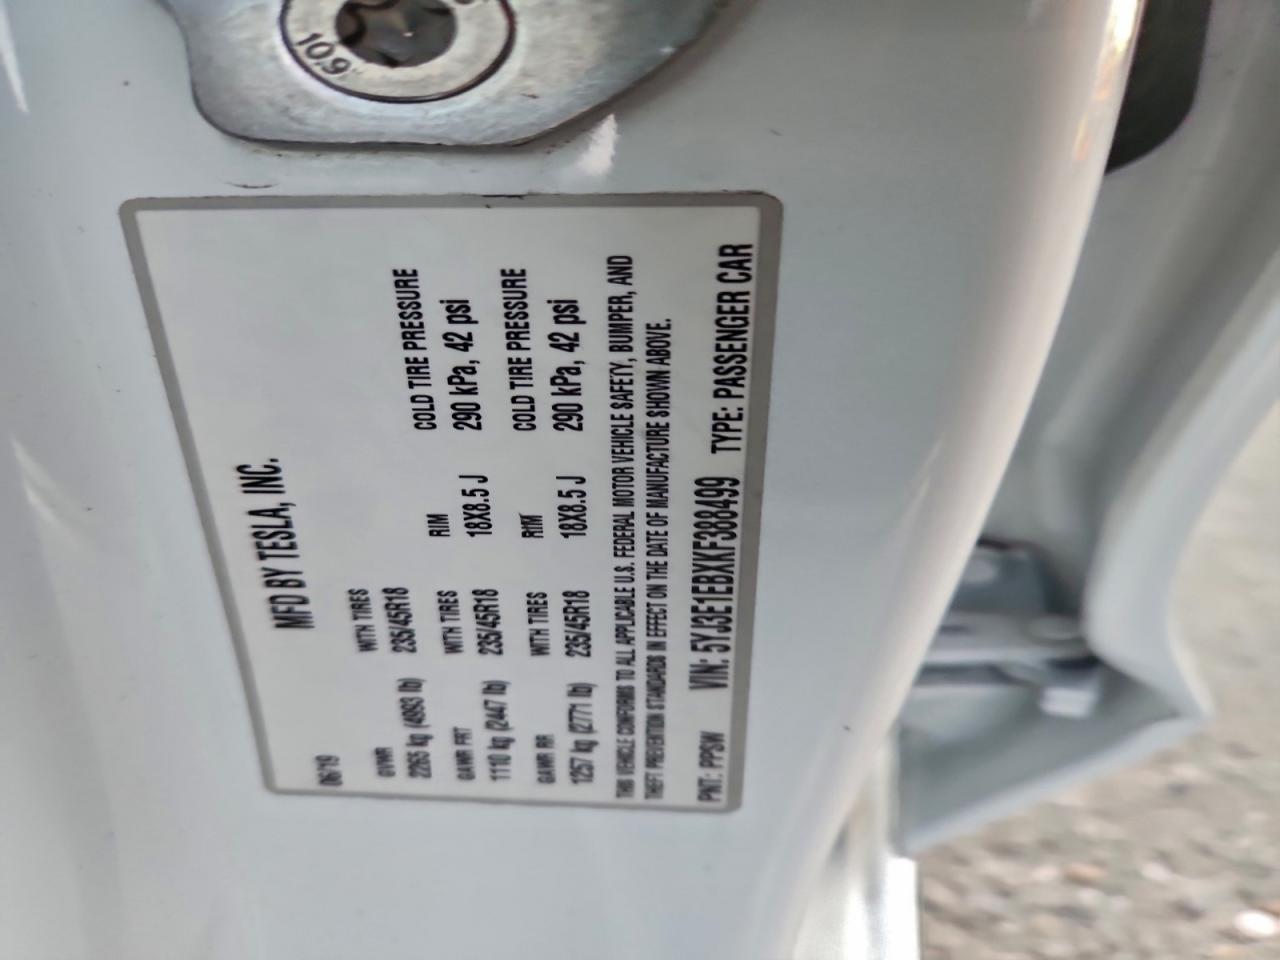 10.9
MFD BY TESLA, INC.
06/19
GVWR WITH TIRES RIM COLD TIRE PRESSURE
2265 kg (4993 lb) 235/45R18 18X8.5 J 290 kPa, 42 psi
GAWR FRT WITH TIRES RIM COLD TIRE PRESSURE
1110 kg (2447 lb) 235/45R18 18X8.5 J 290 kPa, 42 psi
GAWR RR WITH TIRES
1257 kg (2771 lb) 235/45R18
THIS VEHICLE CONFORMS TO ALL APPLICABLE U.S. FEDERAL MOTOR VEHICLE SAFETY, BUMPER, AND
THEFT PREVENTION STANDARDS IN EFFECT ON THE DATE OF MANUFACTURE SHOWN ABOVE.
PNT: PPSW VIN: 5YJ3E1EBXKF388499 TYPE: PASSENGER CAR